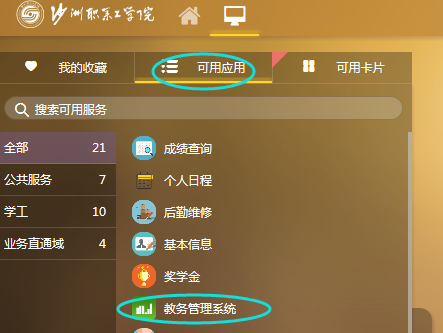 沙洲职业工学院
我的收藏 可用应用 可用卡片
搜索可用服务
全部 21
公共服务 7
学工 10
业务直通域 4
成绩查询
个人日程
后勤维修
基本信息
奖学金
教务管理系统